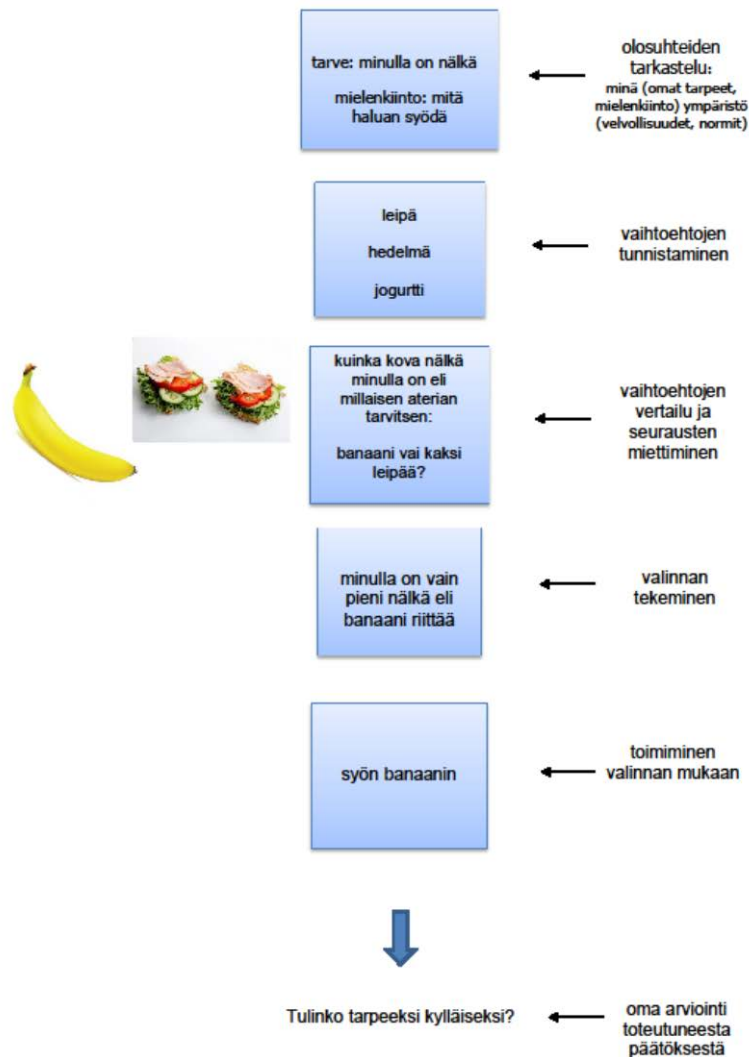 tarve: minulla on nälkä
mielenkiinto: mitä
haluan syödä
olosuhteiden
tarkastelu:
minä (omat tarpeet,
mielenkiinto) ympäristö
(velvollisuudet, normit)
leipä
hedelmä
jogurtti
vaihtoehtojen
tunnistaminen
kuinka kova nälkä
minulla on eli
millaisen aterian
tarvitsen:
banaani vai kaksi
leipää?
vaihtoehtojen
vertailu ja
seurausten
miettiminen
minulla on vain
pieni nälkä eli
banaani riittää
valinnan
tekeminen
syön banaanin
toimiminen
valinnan mukaan
Tulinko tarpeeksi kylläiseksi?
oma arviointi
toteutuneesta
päätöksestä